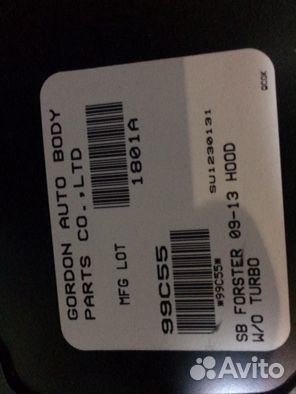 GORDON AUTO BODY
PARTS CO.,LTD
MFG LOT
1801A
99C55
*99C55*
SU1230131
SB FORSTER 09-13 HOOD
W/O TURBO
QCOK
Avito